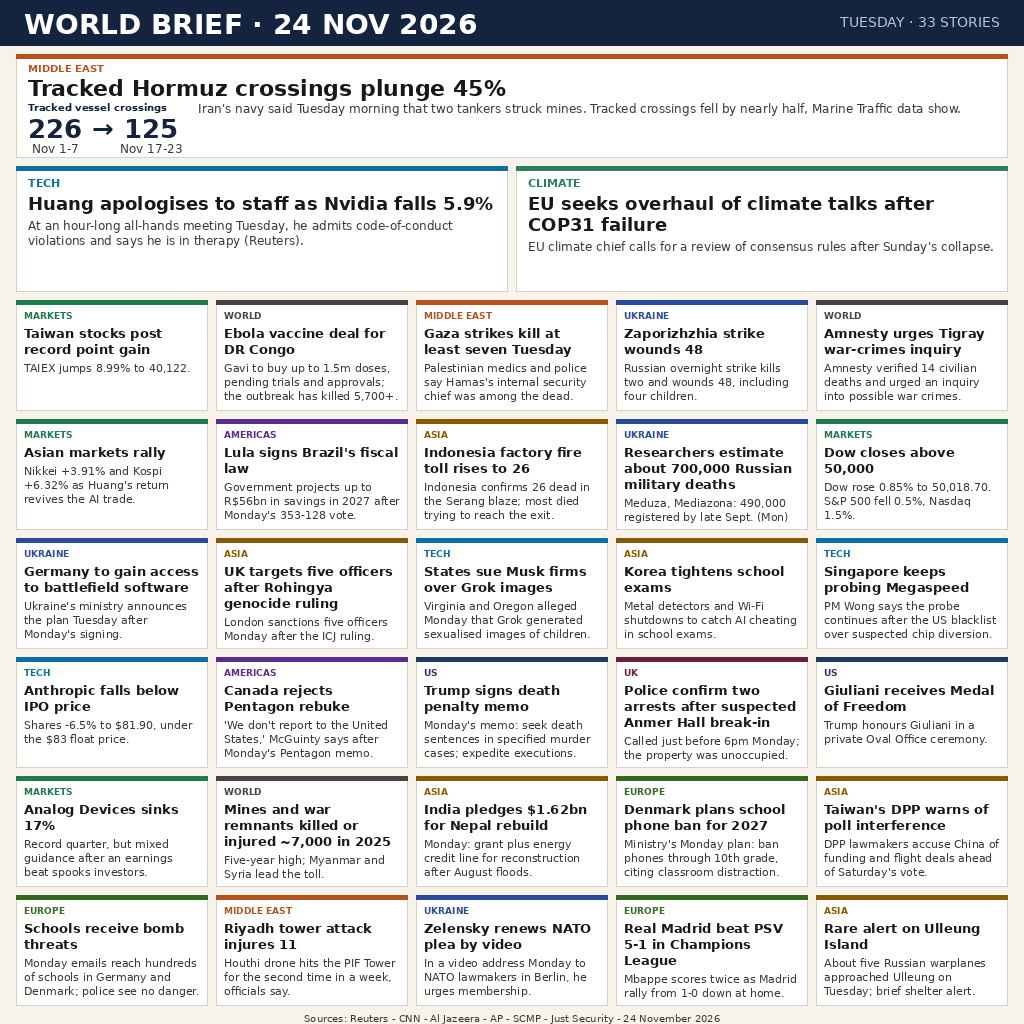 WORLD BRIEF · 24 NOV 2026
TUESDAY · 33 STORIES
MIDDLE EAST
Tracked Hormuz crossings plunge 45%
Tracked vessel crossings
226 → 125
Nov 1-7
Nov 17-23
Iran's navy said Tuesday morning that two tankers struck mines. Tracked crossings fell by nearly half, Marine Traffic data show.
TECH
Huang apologises to staff as Nvidia falls 5.9%
At an hour-long all-hands meeting Tuesday, he admits code-of-conduct
violations and says he is in therapy (Reuters).
CLIMATE
EU seeks overhaul of climate talks after
COP31 failure
EU climate chief calls for a review of consensus rules after Sunday's collapse.
MARKETS
Taiwan stocks post
record point gain
TAIEX jumps 8.99% to 40,122.
WORLD
Ebola vaccine deal for
DR Congo
Gavi to buy up to 1.5m doses,
pending trials and approvals;
the outbreak has killed 5,700+.
MIDDLE EAST
Gaza strikes kill at
least seven Tuesday
Palestinian medics and police
say Hamas's internal security
chief was among the dead.
UKRAINE
Zaporizhzhia strike
wounds 48
Russian overnight strike kills
two and wounds 48, including
four children.
WORLD
Amnesty urges Tigray
war-crimes inquiry
Amnesty verified 14 civilian
deaths and urged an inquiry
into possible war crimes.
MARKETS
Asian markets rally
Nikkei +3.91% and Kospi
+6.32% as Huang's return
revives the AI trade.
AMERICAS
Lula signs Brazil's fiscal
law
Government projects up to
R$56bn in savings in 2027 after
Monday's 353-128 vote.
ASIA
Indonesia factory fire
toll rises to 26
Indonesia confirms 26 dead in
the Serang blaze; most died
trying to reach the exit.
UKRAINE
Researchers estimate
about 700,000 Russian
military deaths
Meduza, Mediazona: 490,000
registered by late Sept. (Mon)
MARKETS
Dow closes above
50,000
Dow rose 0.85% to 50,018.70.
S&P 500 fell 0.5%, Nasdaq
1.5%.
UKRAINE
Germany to gain access
to battlefield software
Ukraine's ministry announces
the plan Tuesday after
Monday's signing.
ASIA
UK targets five officers
after Rohingya
genocide ruling
London sanctions five officers
Monday after the ICJ ruling.
TECH
States sue Musk firms
over Grok images
Virginia and Oregon alleged
Monday that Grok generated
sexualised images of children.
ASIA
Korea tightens school
exams
Metal detectors and Wi-Fi
shutdowns to catch AI cheating
in school exams.
TECH
Singapore keeps
probing Megaspeed
PM Wong says the probe
continues after the US blacklist
over suspected chip diversion.
TECH
Anthropic falls below
IPO price
Shares -6.5% to $81.90, under
the $83 float price.
AMERICAS
Canada rejects
Pentagon rebuke
'We don't report to the United
States,' McGuinty says after
Monday's Pentagon memo.
US
Trump signs death
penalty memo
Monday's memo: seek death
sentences in specified murder
cases; expedite executions.
UK
Police confirm two
arrests after suspected
Anmer Hall break-in
Called just before 6pm Monday;
the property was unoccupied.
US
Giuliani receives Medal
of Freedom
Trump honours Giuliani in a
private Oval Office ceremony.
MARKETS
Analog Devices sinks
17%
Record quarter, but mixed
guidance after an earnings
beat spooks investors.
WORLD
Mines and war
remnants killed or
injured ~7,000 in 2025
Five-year high; Myanmar and
Syria lead the toll.
ASIA
India pledges $1.62bn
for Nepal rebuild
Monday: grant plus energy
credit line for reconstruction
after August floods.
EUROPE
Denmark plans school
phone ban for 2027
Ministry's Monday plan: ban
phones through 10th grade,
citing classroom distraction.
ASIA
Taiwan's DPP warns of
poll interference
DPP lawmakers accuse China of
funding and flight deals ahead
of Saturday's vote.
EUROPE
Schools receive bomb
threats
Monday emails reach hundreds
of schools in Germany and
Denmark; police see no danger.
MIDDLE EAST
Riyadh tower attack
injures 11
Houthi drone hits the PIF Tower
for the second time in a week,
officials say.
UKRAINE
Zelensky renews NATO
plea by video
In a video address Monday to
NATO lawmakers in Berlin, he
urges membership.
EUROPE
Real Madrid beat PSV
5-1 in Champions
League
Mbappe scores twice as Madrid
rally from 1-0 down at home.
ASIA
Rare alert on Ulleung
Island
About five Russian warplanes
approached Ulleung on
Tuesday; brief shelter alert.
Sources: Reuters - CNN - Al Jazeera - AP - SCMP - Just Security - 24 November 2026